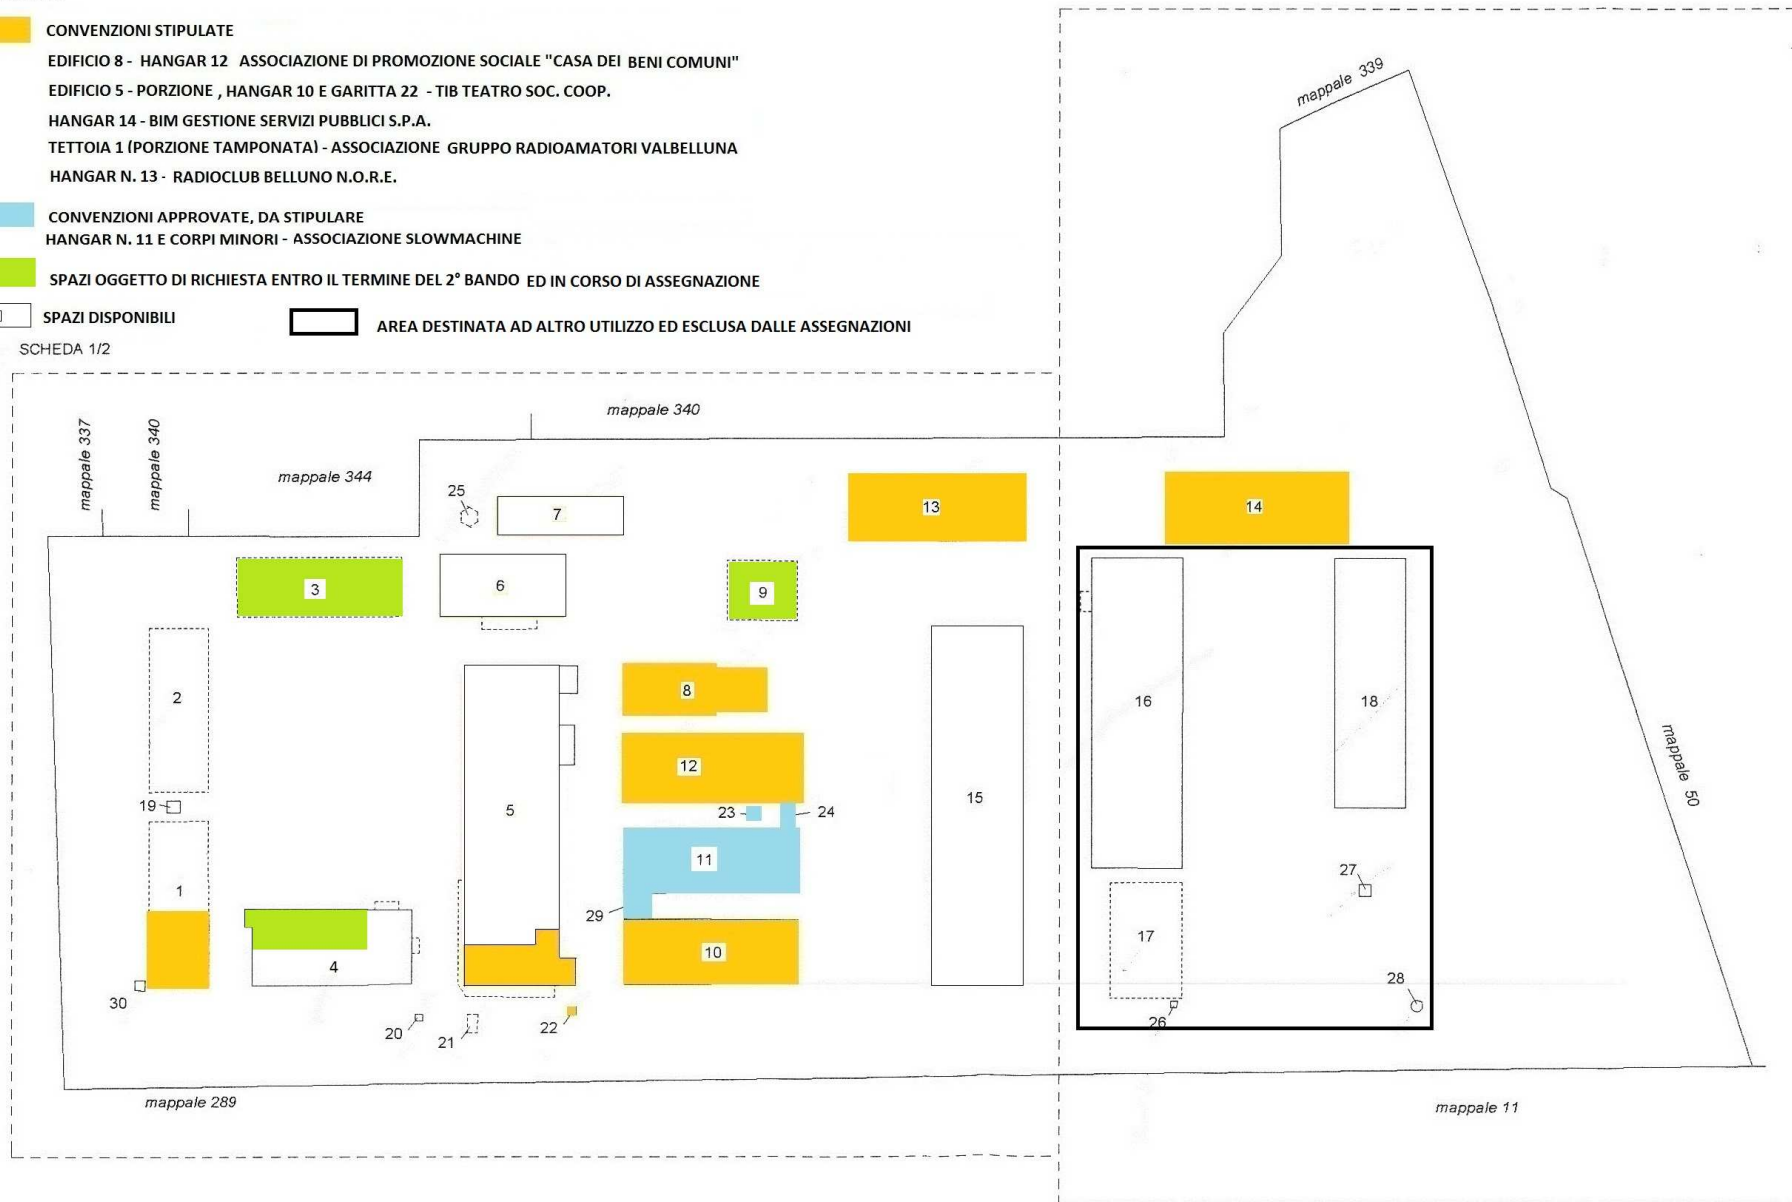 CONVENZIONI STIPULATE
EDIFICIO 8 - HANGAR 12 ASSOCIAZIONE DI PROMOZIONE SOCIALE "CASA DEI BENI COMUNI"
EDIFICIO 5 - PORZIONE , HANGAR 10 E GARITTA 22 - TIB TEATRO SOC. COOP.
HANGAR 14 - BIM GESTIONE SERVIZI PUBBLICI S.P.A.
TETTOIA 1 (PORZIONE TAMPONATA) - ASSOCIAZIONE GRUPPO RADIOAMATORI VALBELLUNA
HANGAR N. 13 - RADIOCLUB BELLUNO N.O.R.E.
CONVENZIONI APPROVATE, DA STIPULARE
HANGAR N. 11 E CORPI MINORI - ASSOCIAZIONE SLOWMACHINE
SPAZI OGGETTO DI RICHIESTA ENTRO IL TERMINE DEL 2° BANDO ED IN CORSO DI ASSEGNAZIONE
SPAZI DISPONIBILI
AREA DESTINATA AD ALTRO UTILIZZO ED ESCLUSA DALLE ASSEGNAZIONI
SCHEDA 1/2
mappale 339
mappale 337
mappale 340
mappale 340
mappale 344
25
7
13
14
3
6
9
2
8
16
18
12
mappale 50
19
5
15
23
24
11
1
27
29
17
10
4
28
30
20
21
22
26
mappale 289
mappale 11